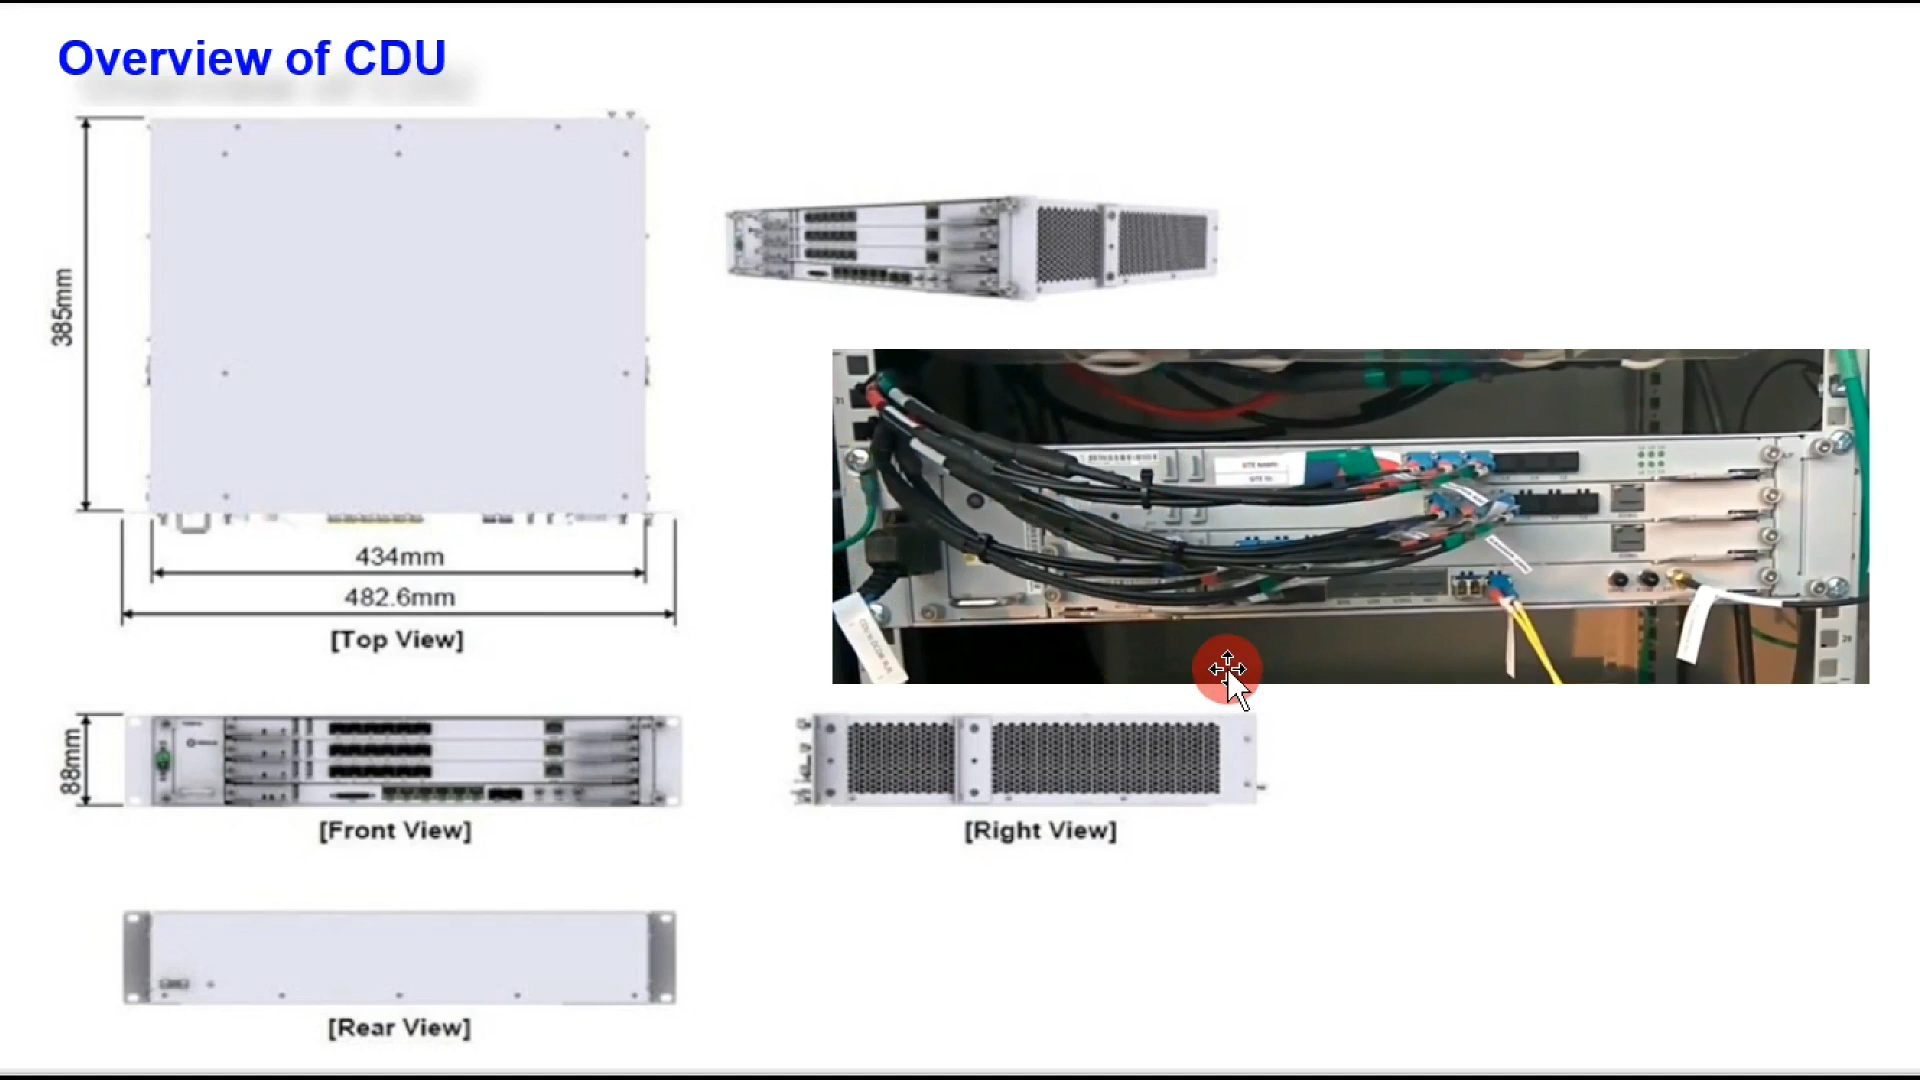 Overview of CDU
385mm
434mm
482.6mm
[Top View]
88mm
[Front View]
[Right View]
[Rear View]